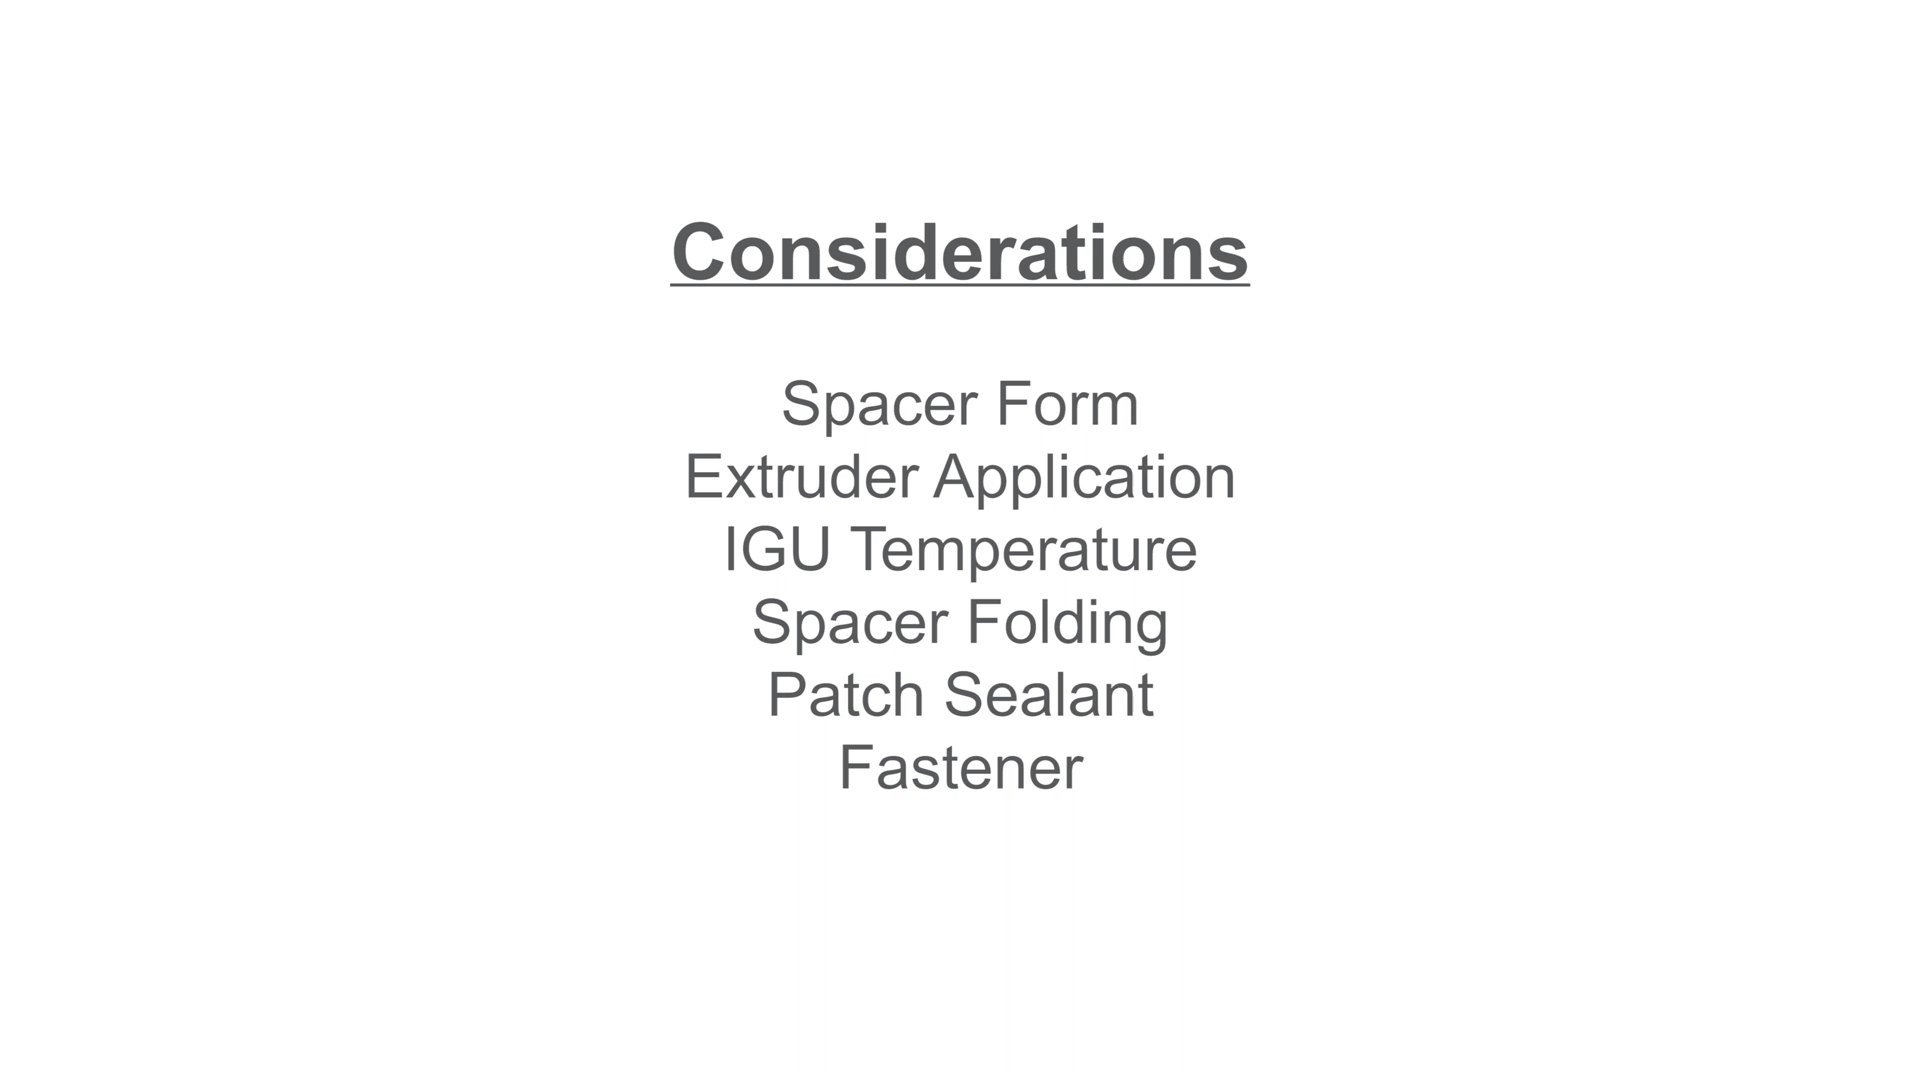 Considerations
Spacer Form
Extruder Application
IGU Temperature
Spacer Folding
Patch Sealant
Fastener